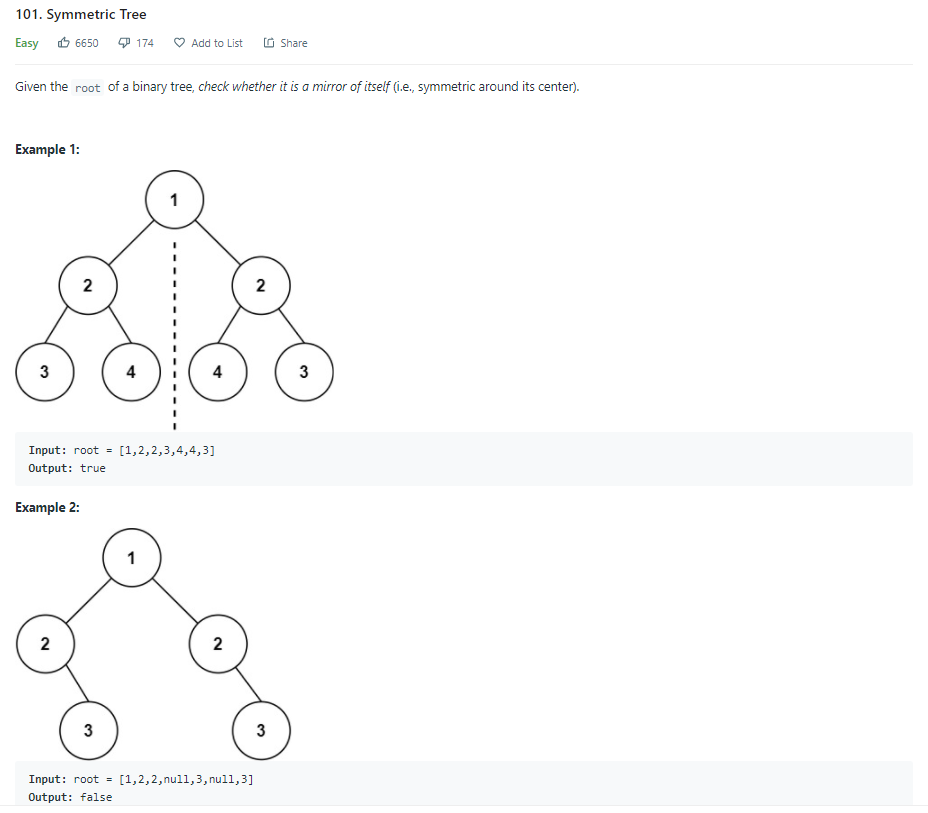 101. Symmetric Tree
Easy 6650 174 Add to List Share
Given the root of a binary tree, check whether it is a mirror of itself (i.e., symmetric around its center).
Example 1:
1
2 2
3 4 4 3
Input: root = [1,2,2,3,4,4,3]
Output: true
Example 2:
1
2 2
3 3
Input: root = [1,2,2,null,3,null,3]
Output: false